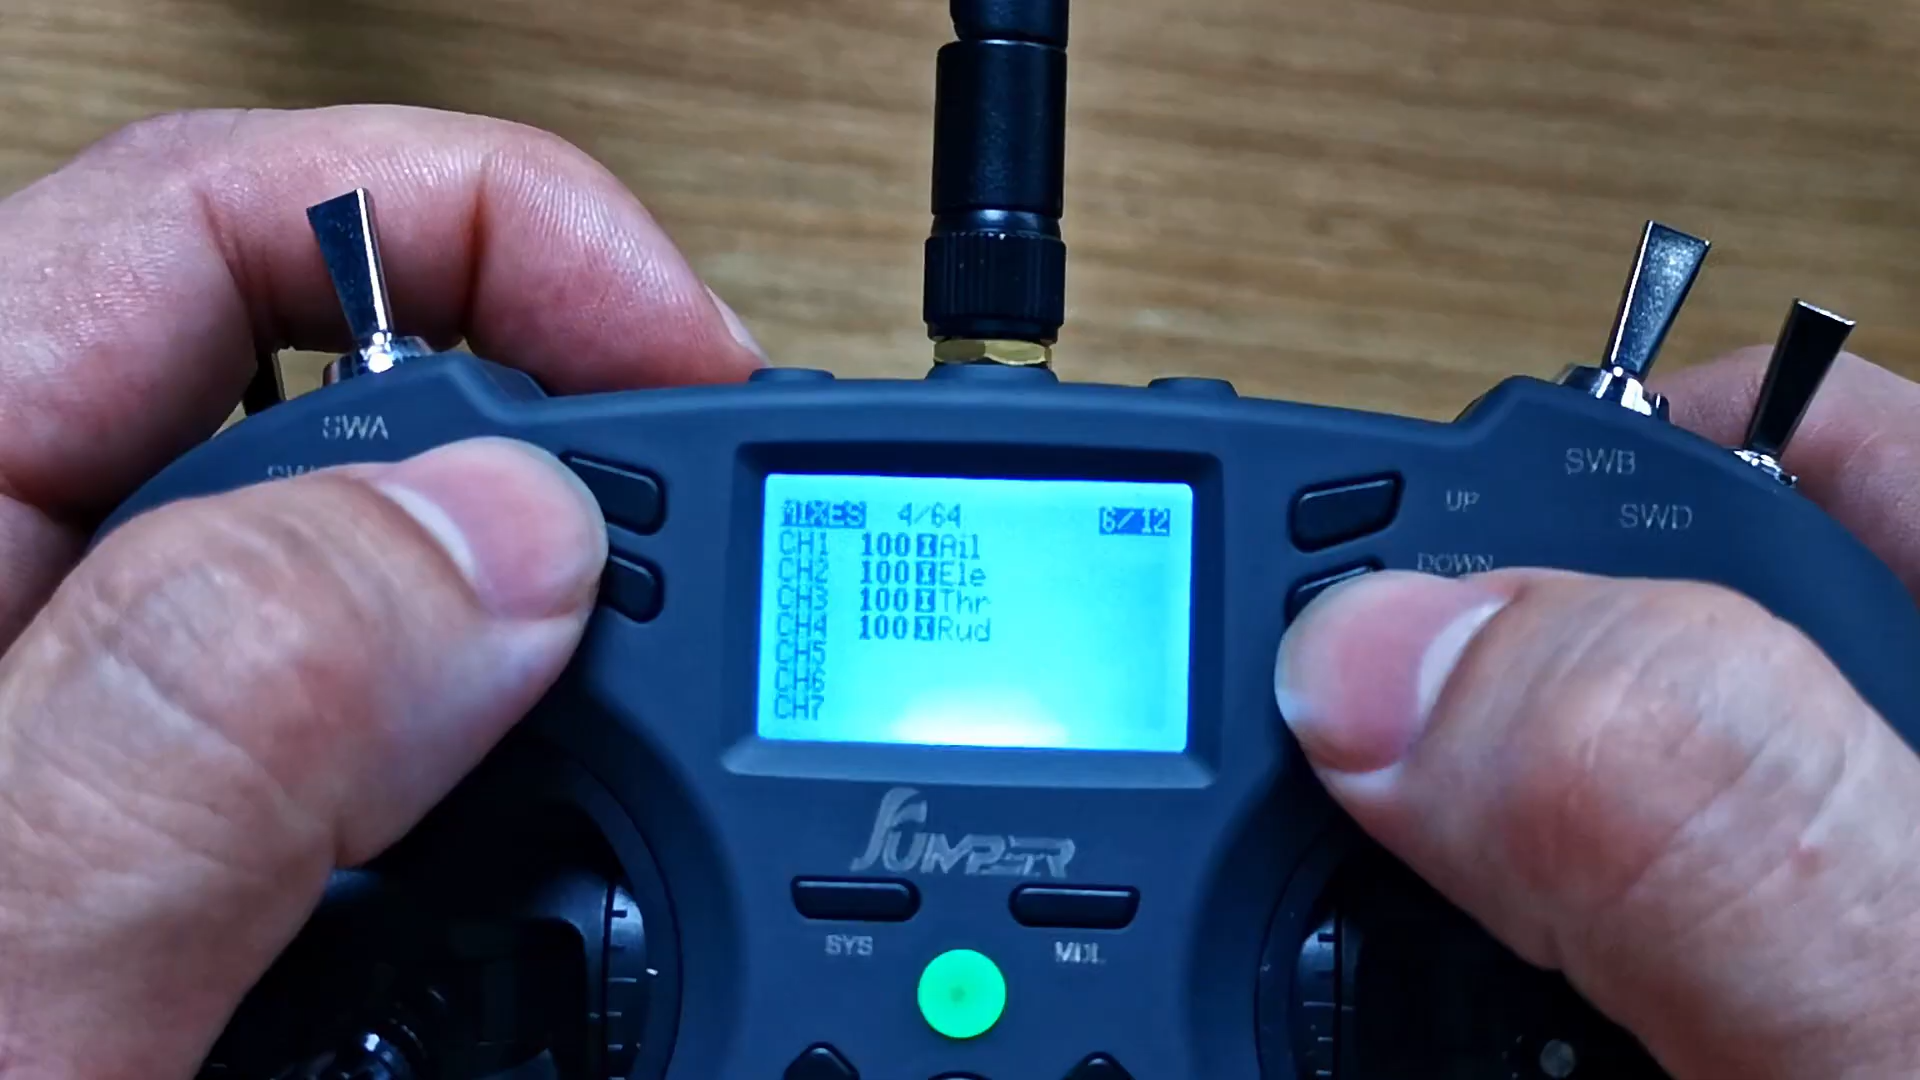 SWA
SWB
UP
SWD
DOWN
MIXES 4/64 6/12
CH1 100 I Ail
CH2 100 I Ele
CH3 100 I Thr
CH4 100 I Rud
CH5
CH6
CH7
JUMPER
SYS
MDL